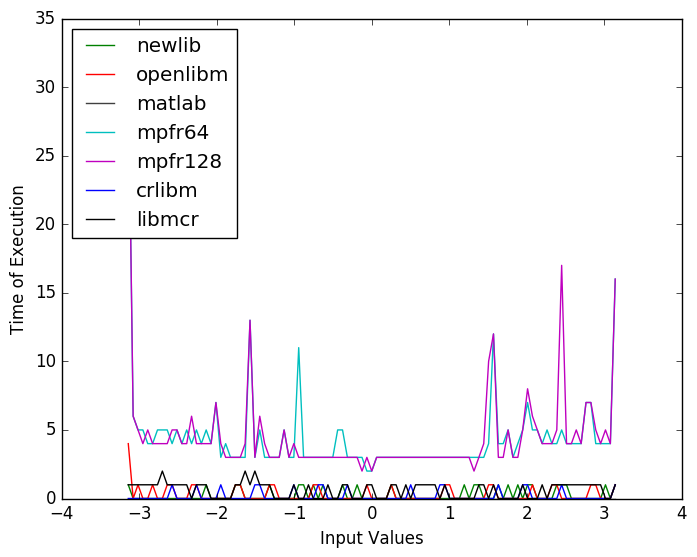 35
30
25
20
15
10
5
0
newlib
openlibm
matlab
mpfr64
mpfr128
crlibm
libmcr
Time of Execution
−4 −3 −2 −1 0 1 2 3 4
Input Values